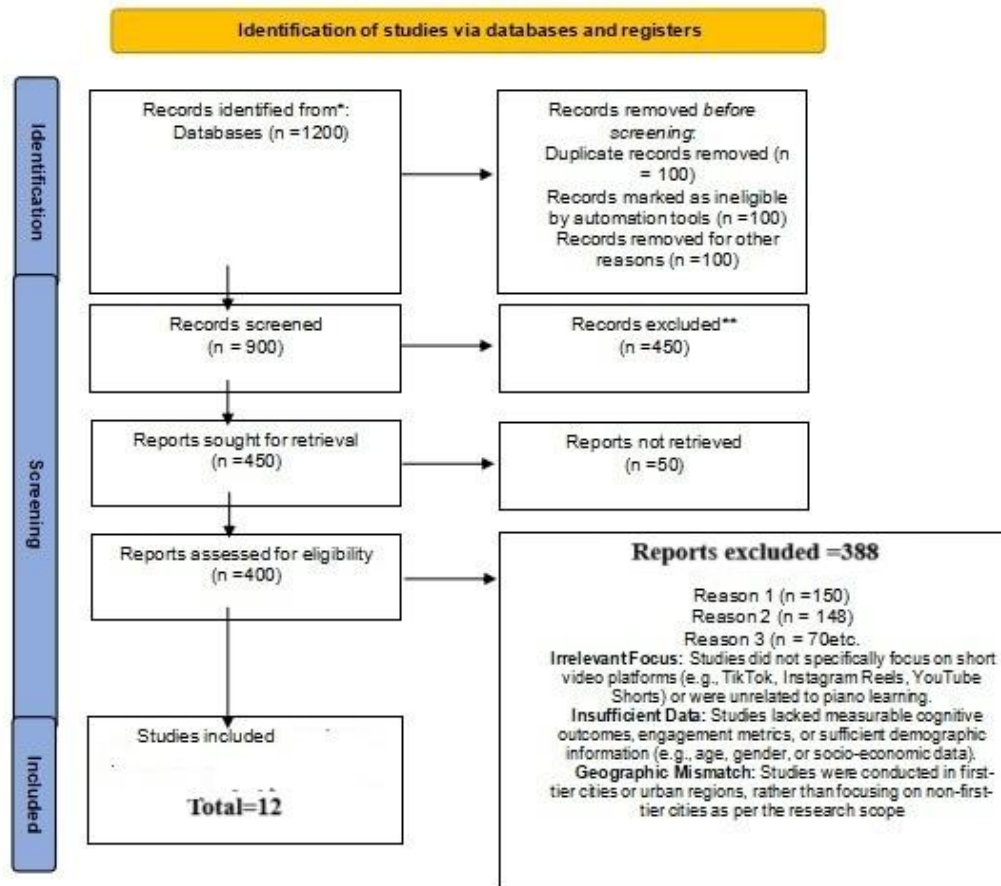 Identification of studies via databases and registers
Identification
Records identified from*:
Databases (n =1200)
Records removed before
screening:
Duplicate records removed (n
= 100)
Records marked as ineligible
by automation tools (n =100)
Records removed for other
reasons (n =100)
Screening
Records screened
(n = 900)
Records excluded**
(n =450)
Reports sought for retrieval
(n =450)
Reports not retrieved
(n =50)
Reports assessed for eligibility
(n =400)
Reports excluded =388
Reason 1 (n =150)
Reason 2 (n = 148)
Reason 3 (n = 70etc.
Irrelevant Focus: Studies did not specifically focus on short
video platforms (e.g., TikTok, Instagram Reels, YouTube
Shorts) or were unrelated to piano learning.
Insufficient Data: Studies lacked measurable cognitive
outcomes, engagement metrics, or sufficient demographic
information (e.g., age, gender, or socio-economic data).
Geographic Mismatch: Studies were conducted in first-
tier cities or urban regions, rather than focusing on non-first-
tier cities as per the research scope
Included
Studies included
Total=12